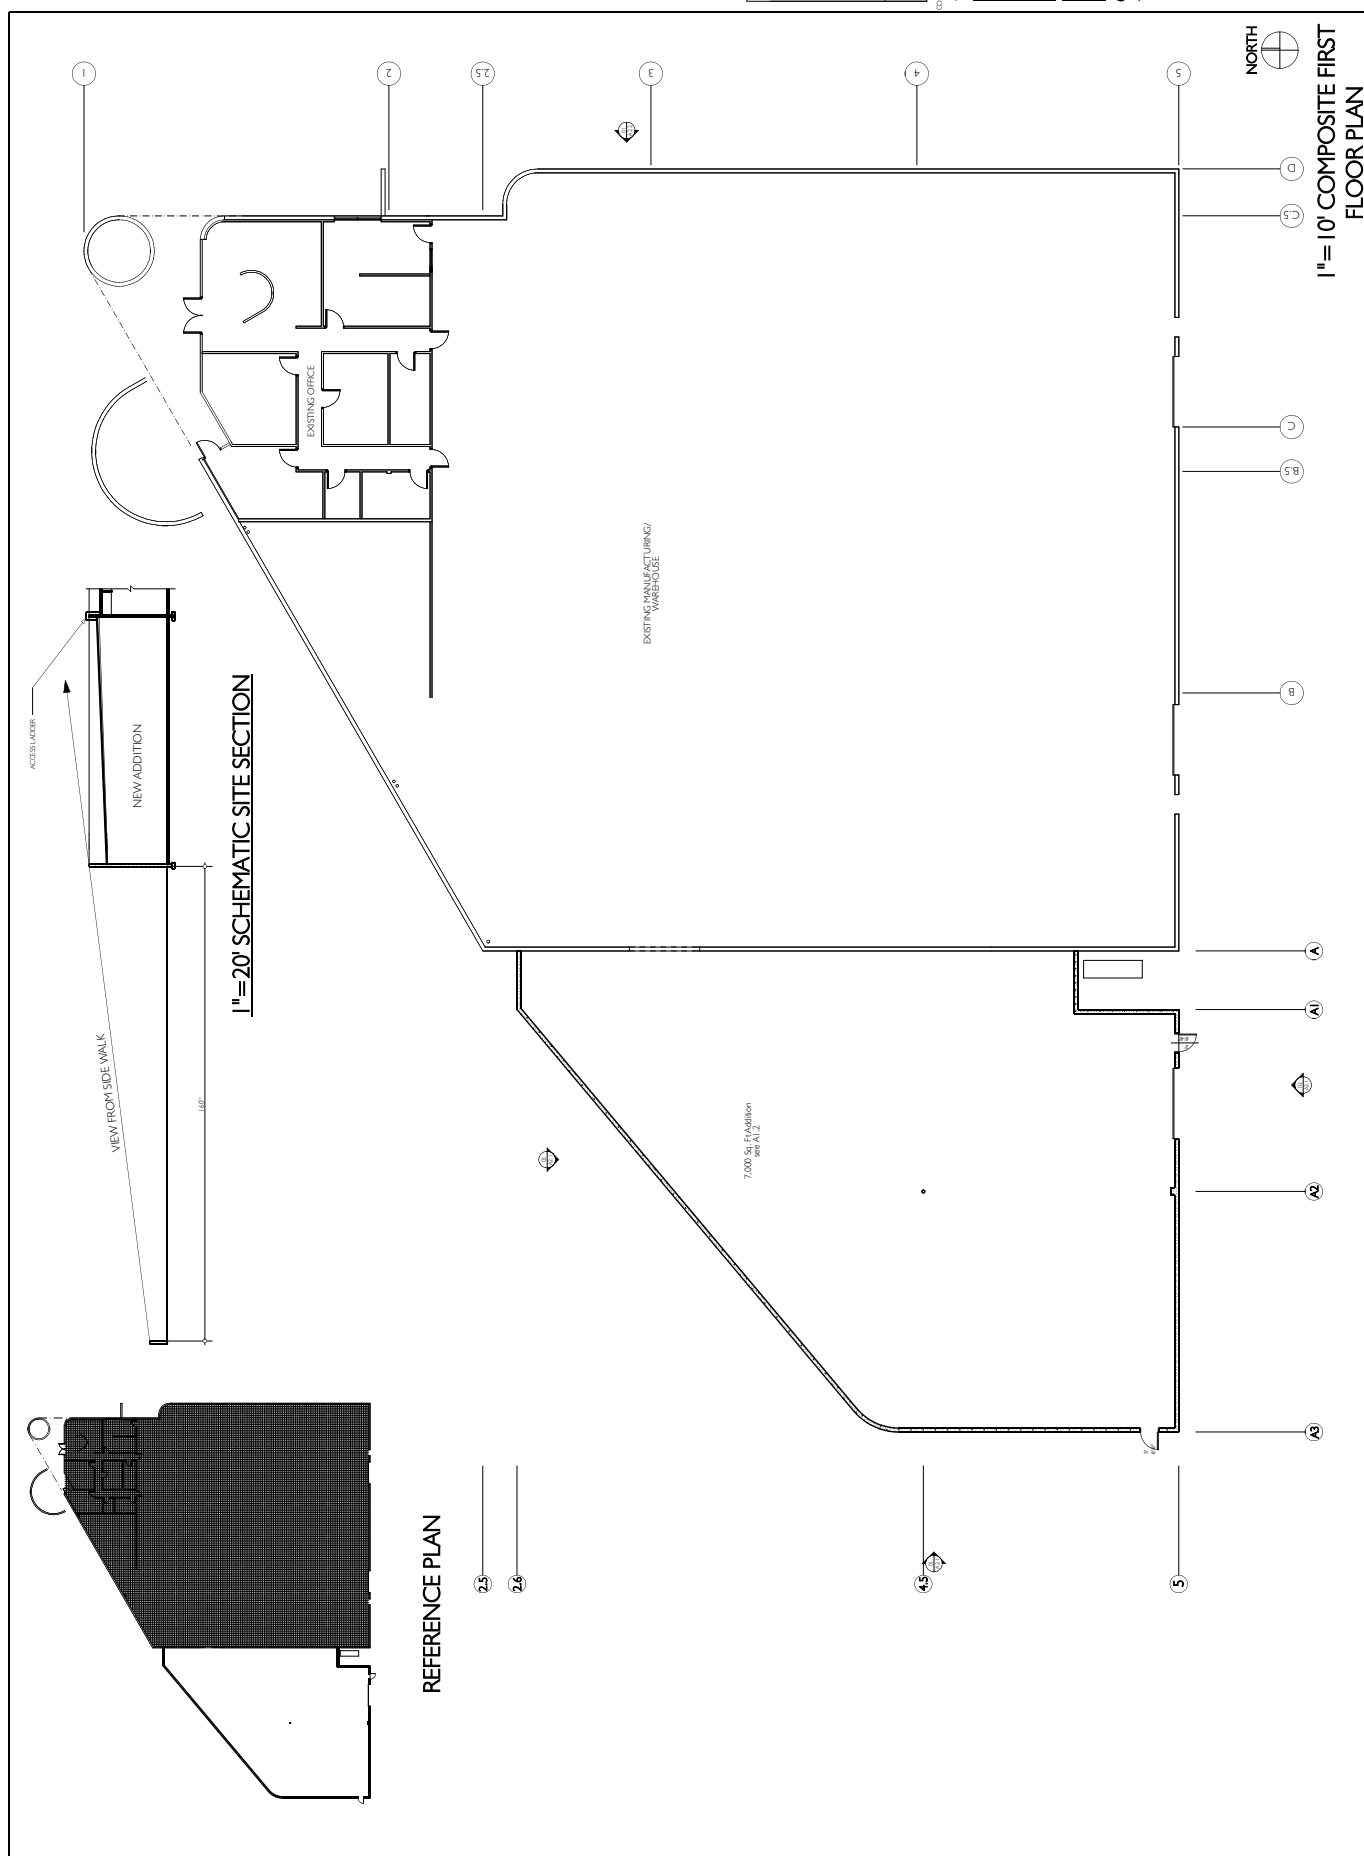 NORTH
1"=10' COMPOSITE FIRST
FLOOR PLAN
1
2
2.5
3
4
5
D
C.5
C
B.5
B
A
A1
A2
A3
EXISTING OFFICE
EXISTING MANUFACTURING/
WAREHOUSE
7,000 Sq. Ft Addition
see A1.2
ACCESS LADDER
NEW ADDITION
VIEW FROM SIDE WALK
160'
1"=20' SCHEMATIC SITE SECTION
REFERENCE PLAN
2.5
2.6
4.5
5